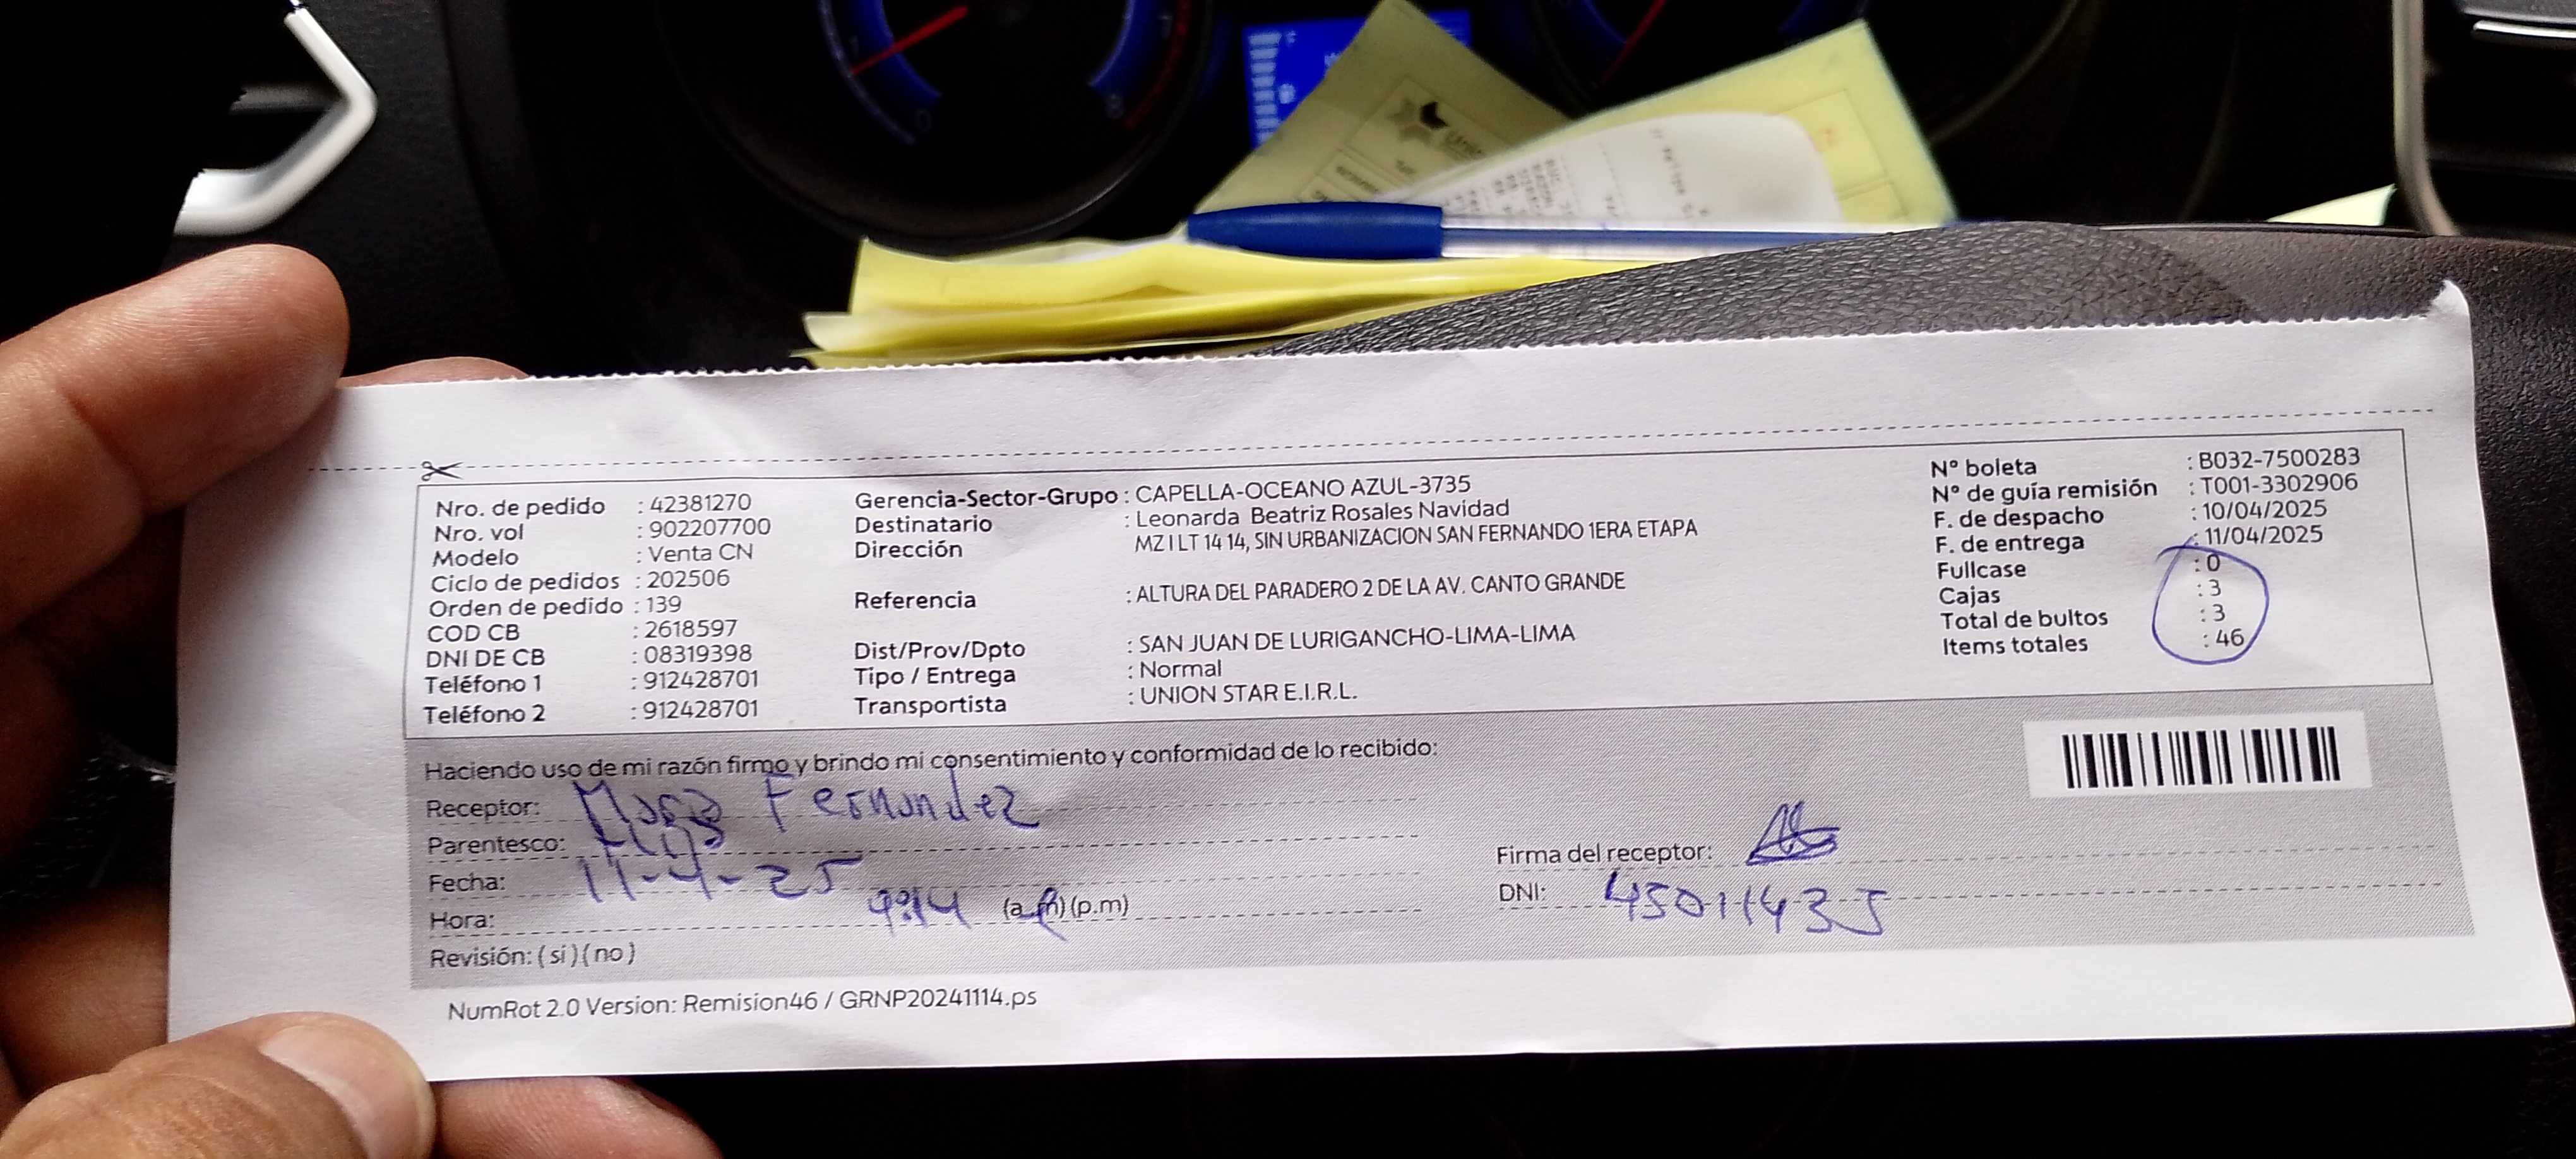 Nro. de pedido : 42381270
Nro. vol : 902207700
Modelo : Venta CN
Ciclo de pedidos : 202506
Orden de pedido : 139
COD CB : 2618597
DNI DE CB : 08319398
Teléfono 1 : 912428701
Teléfono 2 : 912428701
Gerencia-Sector-Grupo : CAPELLA-OCEANO AZUL-3735
Destinatario : Leonarda Beatriz Rosales Navidad
Dirección MZ I LT 14 14, SIN URBANIZACION SAN FERNANDO 1ERA ETAPA
Referencia : ALTURA DEL PARADERO 2 DE LA AV. CANTO GRANDE
Dist/Prov/Dpto : SAN JUAN DE LURIGANCHO-LIMA-LIMA
Tipo / Entrega : Normal
Transportista : UNION STAR E.I.R.L.
N° boleta : B032-7500283
N° de guía remisión : T001-3302906
F. de despacho : 10/04/2025
F. de entrega : 11/04/2025
Fullcase : 0
Cajas : 3
Total de bultos : 3
Items totales : 46
Haciendo uso de mi razón firmo y brindo mi consentimiento y conformidad de lo recibido:
Receptor: Fernandez
Parentesco:
Fecha: 11-4-25
Hora: (a.m)(p.m)
Revisión: (si)(no)
Firma del receptor:
DNI: 45011435
NumRot 2.0 Version: Remision46 / GRNP20241114.ps